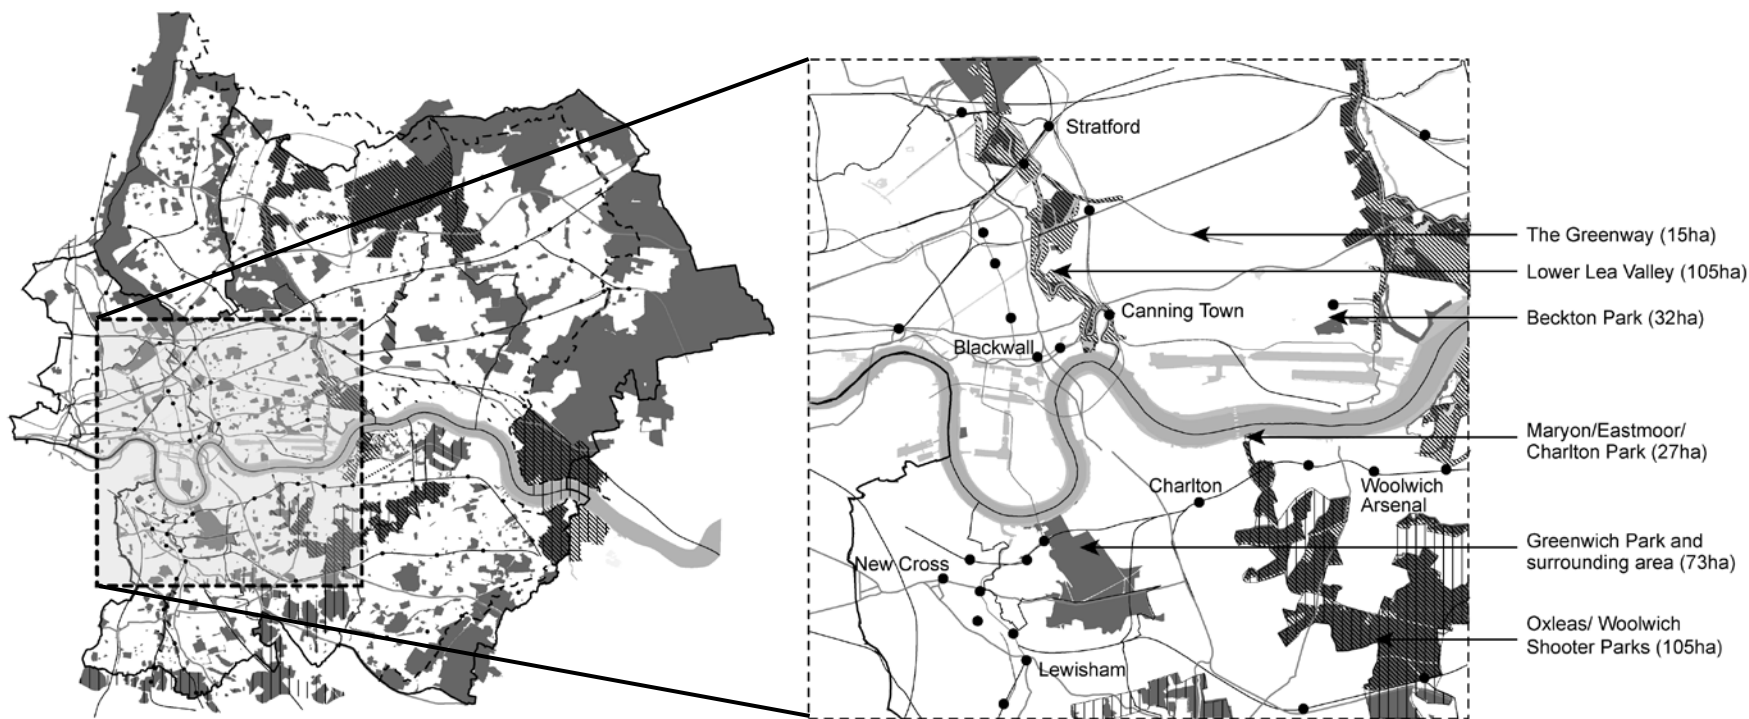 Stratford
The Greenway (15ha)
Lower Lea Valley (105ha)
Canning Town
Beckton Park (32ha)
Blackwall
Maryon/Eastmoor/
Charlton Park (27ha)
Charlton
Woolwich
Arsenal
Greenwich Park and
surrounding area (73ha)
New Cross
Oxleas/ Woolwich
Shooter Parks (105ha)
Lewisham